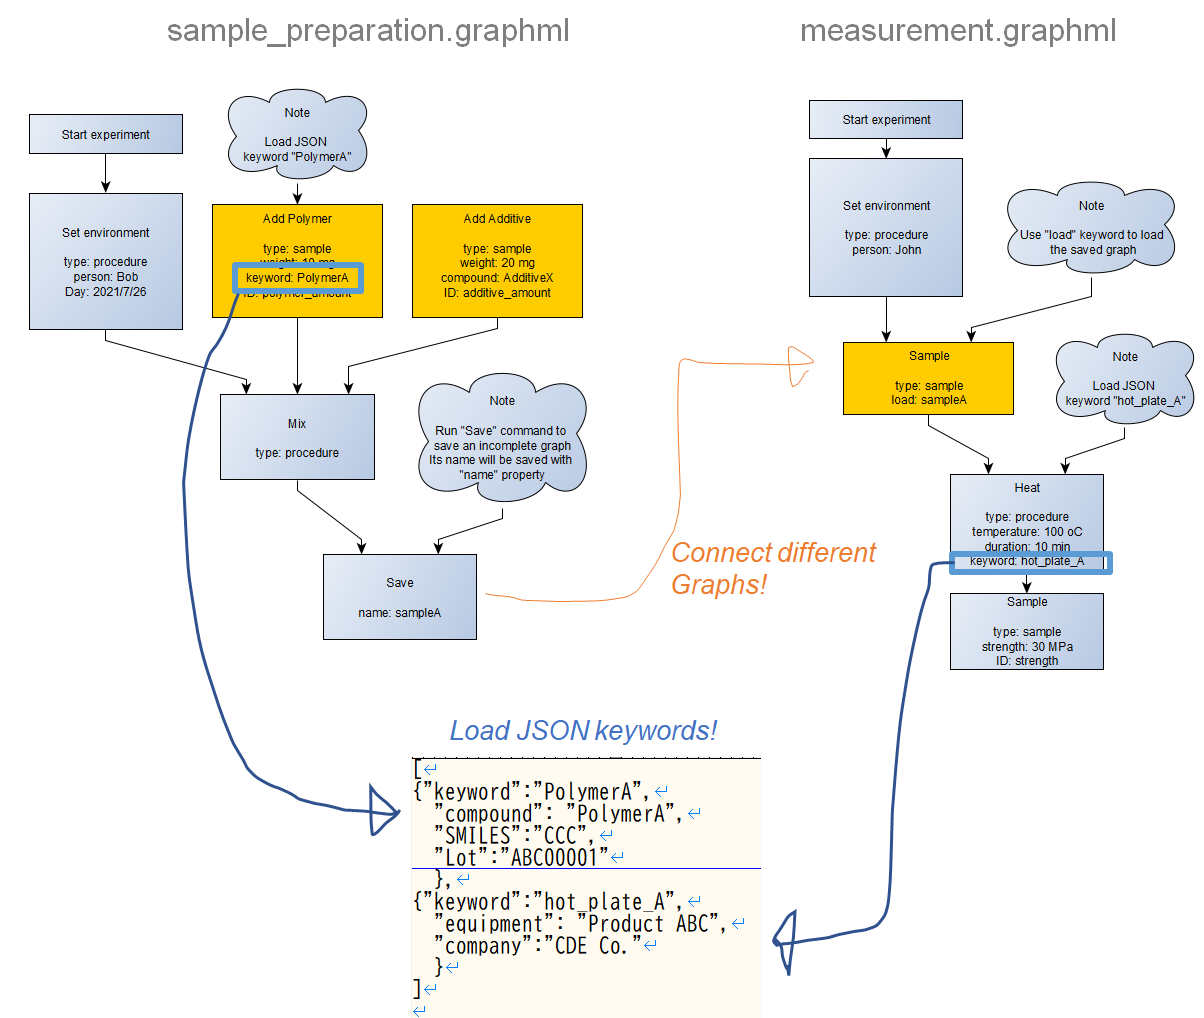 sample_preparation.graphml
Start experiment
Set environment
type: procedure
person: Bob
Day: 2021/7/26
Note
Load JSON
keyword "PolymerA"
Add Polymer
type: sample
weight: 10 mg
keyword: PolymerA
ID: polymer_amount
Add Additive
type: sample
weight: 20 mg
compound: AdditiveX
ID: additive_amount
Mix
type: procedure
Note
Run "Save" command to
save an incomplete graph
Its name will be saved with
"name" property
Save
name: sampleA
measurement.graphml
Start experiment
Set environment
type: procedure
person: John
Note
Use "load" keyword to load
the saved graph
Sample
type: sample
load: sampleA
Note
Load JSON
keyword "hot_plate_A"
Heat
type: procedure
temperature: 100 oC
duration: 10 min
keyword: hot_plate_A
Sample
type: sample
strength: 30 MPa
ID: strength
Connect different
Graphs!
Load JSON keywords!
[↵
{"keyword":"PolymerA",↵
"compound": "PolymerA",↵
"SMILES":"CCC",↵
"Lot":"ABC00001"↵
},↵
{"keyword":"hot_plate_A",↵
"equipment": "Product ABC",↵
"company":"CDE Co."↵
}↵
]↵
↵